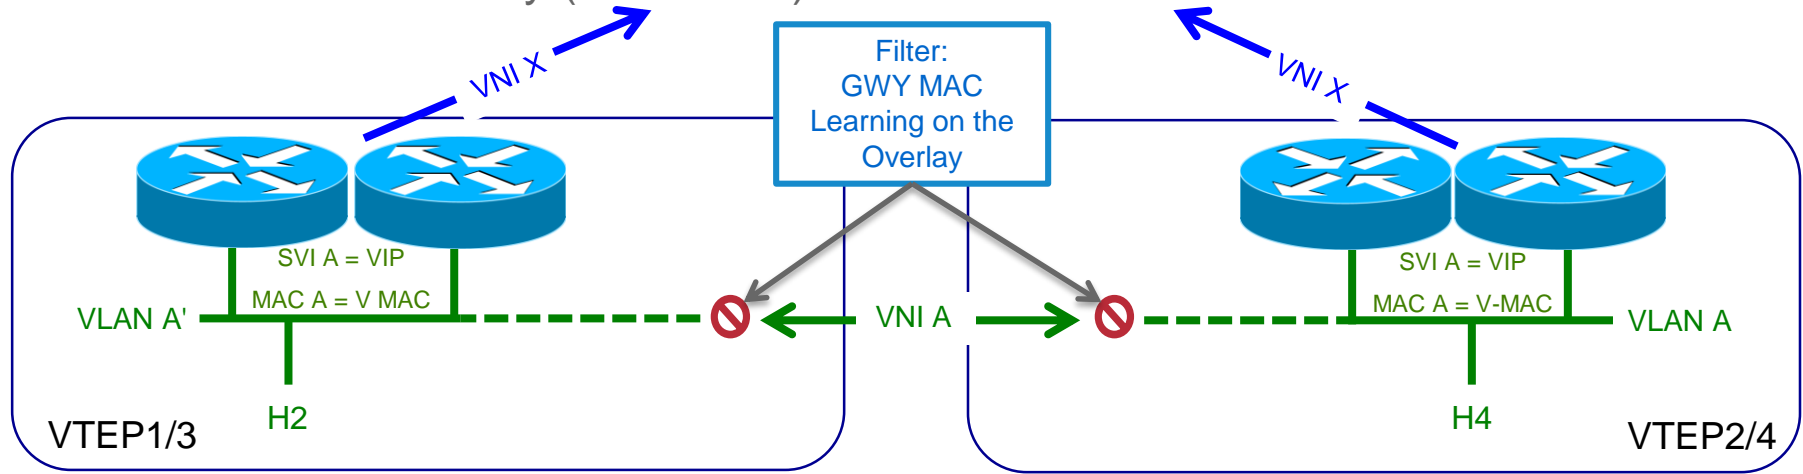 VNI X
VNI X
Filter:
GWY MAC
Learning on the
Overlay
SVI A = VIP
MAC A = V MAC
VLAN A'
H2
VTEP1/3
VNI A
SVI A = VIP
MAC A = V-MAC
VLAN A
H4
VTEP2/4